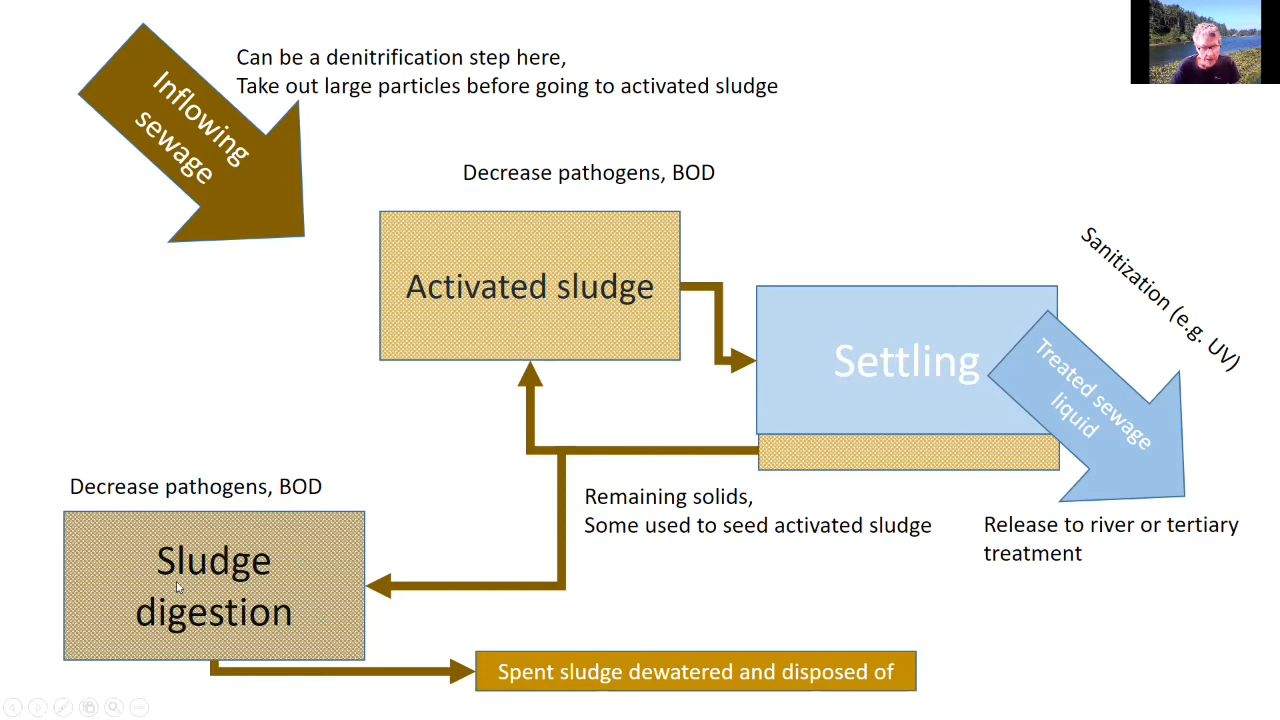 Can be a denitrification step here,
Take out large particles before going to activated sludge
Inflowing
sewage
Decrease pathogens, BOD
Activated sludge
Sanitization (e.g. UV)
Settling
Treated sewage
liquid
Decrease pathogens, BOD
Remaining solids,
Some used to seed activated sludge
Release to river or tertiary
treatment
Sludge
digestion
Spent sludge dewatered and disposed of